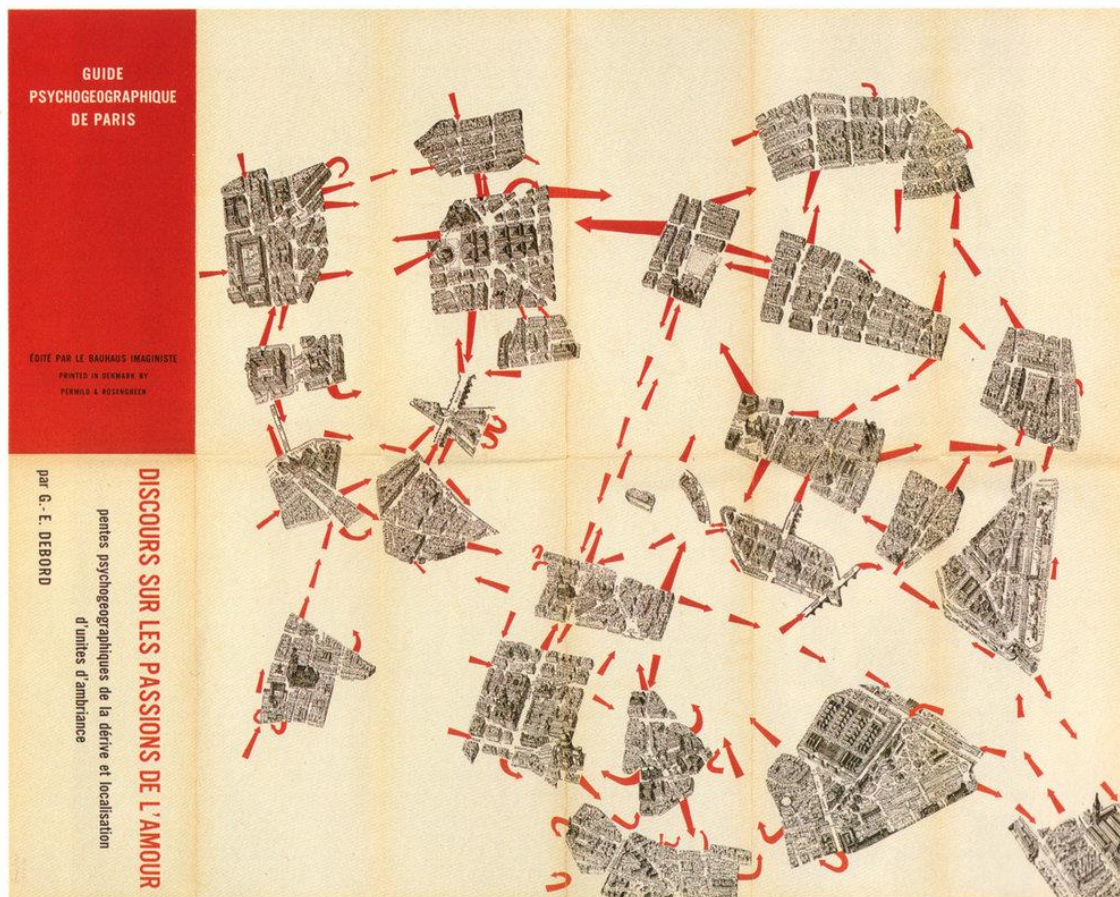 GUIDE
PSYCHOGEOGRAPHIQUE
DE PARIS
ÉDITÉ PAR LE BAUHAUS IMAGINISTE
PRINTED IN DENMARK BY
PERMILD & ROSENGREEN
DISCOURS SUR LES PASSIONS DE L'AMOUR
pentes psychogeographiques de la dérive et localisation
d'unites d'ambriance
par G.-E. DEBORD